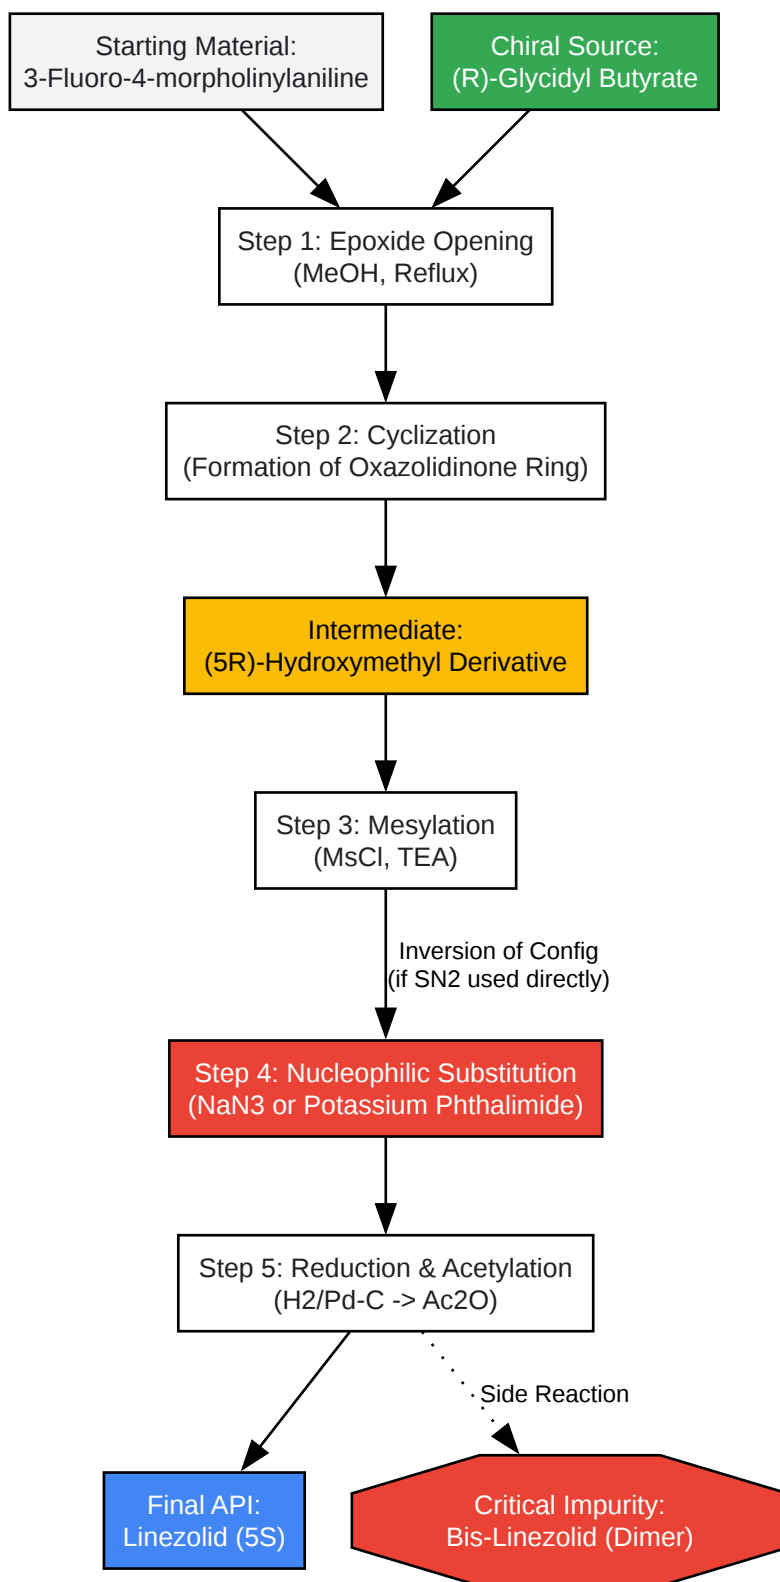 Starting Material:
3-Fluoro-4-morpholinylaniline
Chiral Source:
(R)-Glycidyl Butyrate
Step 1: Epoxide Opening
(MeOH, Reflux)
Step 2: Cyclization
(Formation of Oxazolidinone Ring)
Intermediate:
(5R)-Hydroxymethyl Derivative
Step 3: Mesylation
(MsCl, TEA)
Inversion of Config
(if SN2 used directly)
Step 4: Nucleophilic Substitution
(NaN3 or Potassium Phthalimide)
Step 5: Reduction & Acetylation
(H2/Pd-C -> Ac2O)
Side Reaction
Final API:
Linezolid (5S)
Critical Impurity:
Bis-Linezolid (Dimer)